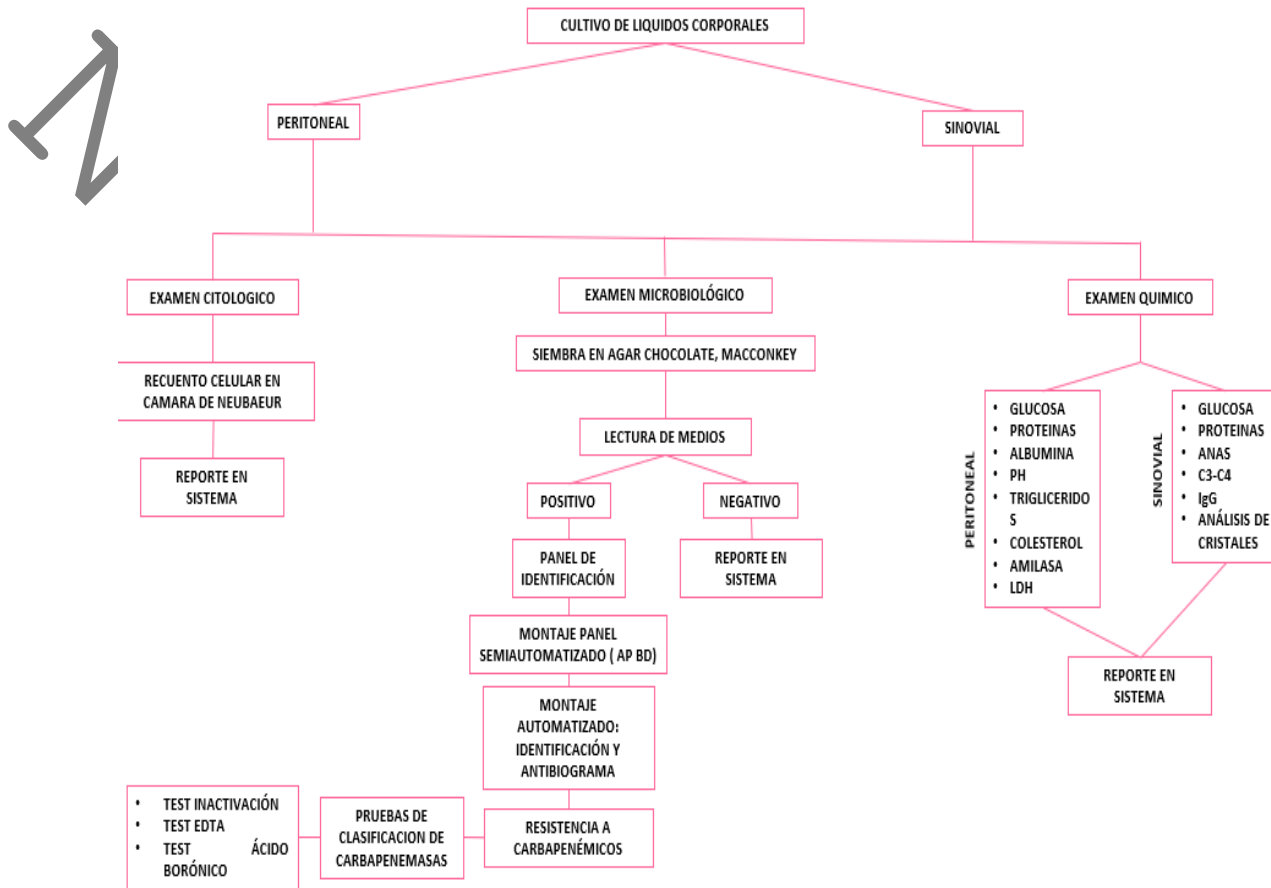 CULTIVO DE LIQUIDOS CORPORALES
PERITONEAL
SINOVIAL
EXAMEN CITOLOGICO
RECUENTO CELULAR EN
CAMARA DE NEUBAEUR
REPORTE EN
SISTEMA
EXAMEN MICROBIOLÓGICO
SIEMBRA EN AGAR CHOCOLATE, MACCONKEY
LECTURA DE MEDIOS
POSITIVO
NEGATIVO
PANEL DE
IDENTIFICACIÓN
REPORTE EN
SISTEMA
MONTAJE PANEL
SEMIAUTOMATIZADO ( AP BD)
MONTAJE
AUTOMATIZADO:
IDENTIFICACIÓN Y
ANTIBIOGRAMA
RESISTENCIA A
CARBAPENÉMICOS
PRUEBAS DE
CLASIFICACION DE
CARBAPENEMASAS
• TEST INACTIVACIÓN
• TEST EDTA
• TEST ÁCIDO
BORÓNICO
EXAMEN QUIMICO
PERITONEAL
• GLUCOSA
• PROTEINAS
• ALBUMINA
• PH
• TRIGLICERIDO
S
• COLESTEROL
• AMILASA
• LDH
SINOVIAL
• GLUCOSA
• PROTEINAS
• ANAS
• C3-C4
• IgG
• ANÁLISIS DE
CRISTALES
REPORTE EN
SISTEMA